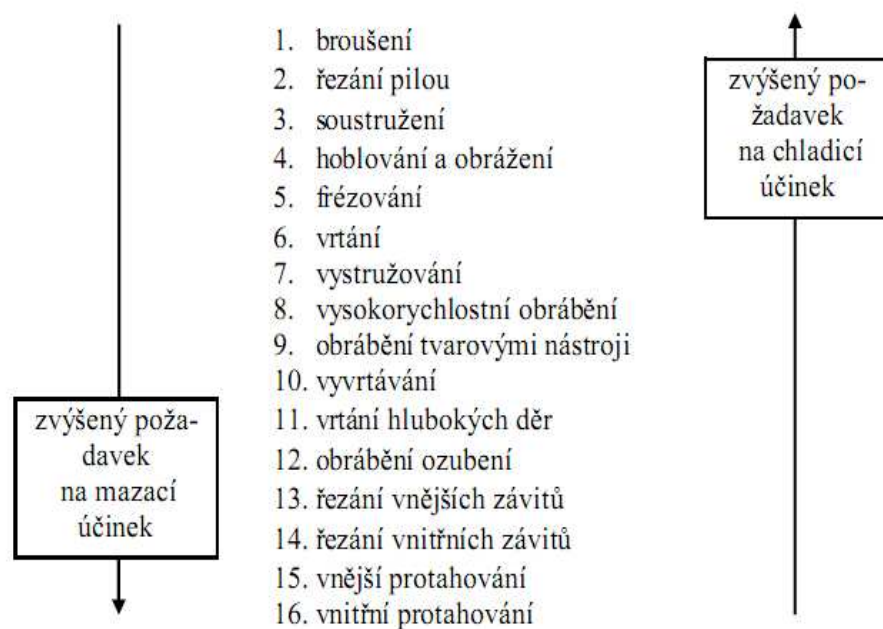 1. broušení
2. řezání pilou
3. soustružení
4. hoblování a obrážení
5. frézování
6. vrtání
7. vystružování
8. vysokorychlostní obrábění
9. obrábění tvarovými nástroji
10. vyvrtávání
11. vrtání hlubokých děr
12. obrábění ozubení
13. řezání vnějších závitů
14. řezání vnitřních závitů
15. vnější protahování
16. vnitřní protahování
zvýšený poža-
davek
na mazací
účinek
zvýšený po-
žadavek
na chladicí
účinek